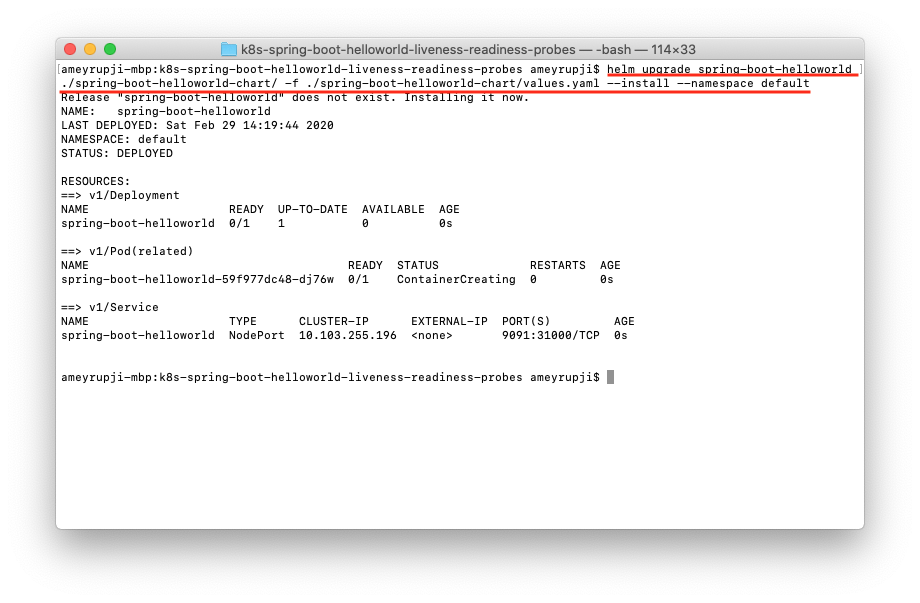 k8s-spring-boot-helloworld-liveness-readiness-probes — -bash — 114×33
[ameyrupji-mbp:k8s-spring-boot-helloworld-liveness-readiness-probes ameyrupji$ helm upgrade spring-boot-helloworld ]
./spring-boot-helloworld-chart/ -f ./spring-boot-helloworld-chart/values.yaml --install --namespace default
Release "spring-boot-helloworld" does not exist. Installing it now.
NAME:   spring-boot-helloworld
LAST DEPLOYED: Sat Feb 29 14:19:44 2020
NAMESPACE: default
STATUS: DEPLOYED
RESOURCES:
==> v1/Deployment
NAME                    READY  UP-TO-DATE  AVAILABLE  AGE
spring-boot-helloworld  0/1    1           0          0s
==> v1/Pod(related)
NAME                                     READY  STATUS             RESTARTS  AGE
spring-boot-helloworld-59f977dc48-dj76w  0/1    ContainerCreating  0         0s
==> v1/Service
NAME                    TYPE      CLUSTER-IP      EXTERNAL-IP  PORT(S)         AGE
spring-boot-helloworld  NodePort  10.103.255.196  <none>       9091:31000/TCP  0s
ameyrupji-mbp:k8s-spring-boot-helloworld-liveness-readiness-probes ameyrupji$